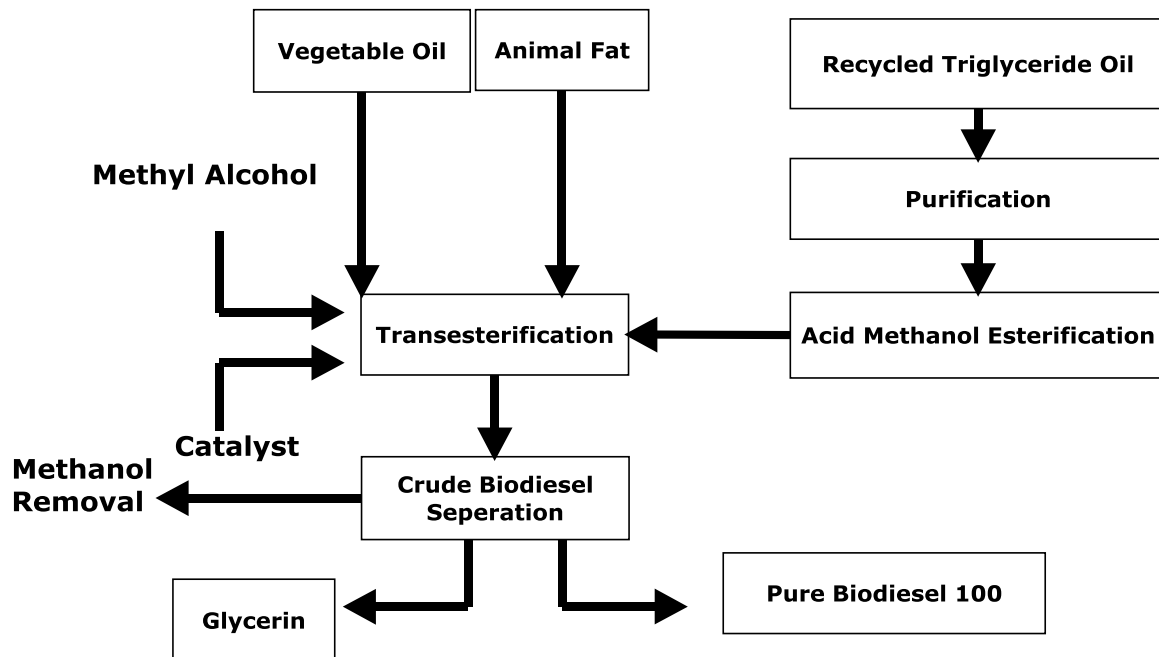 Vegetable Oil
Animal Fat
Recycled Triglyceride Oil
Methyl Alcohol
Purification
Transesterification
Acid Methanol Esterification
Catalyst
Methanol
Removal
Crude Biodiesel
Seperation
Glycerin
Pure Biodiesel 100